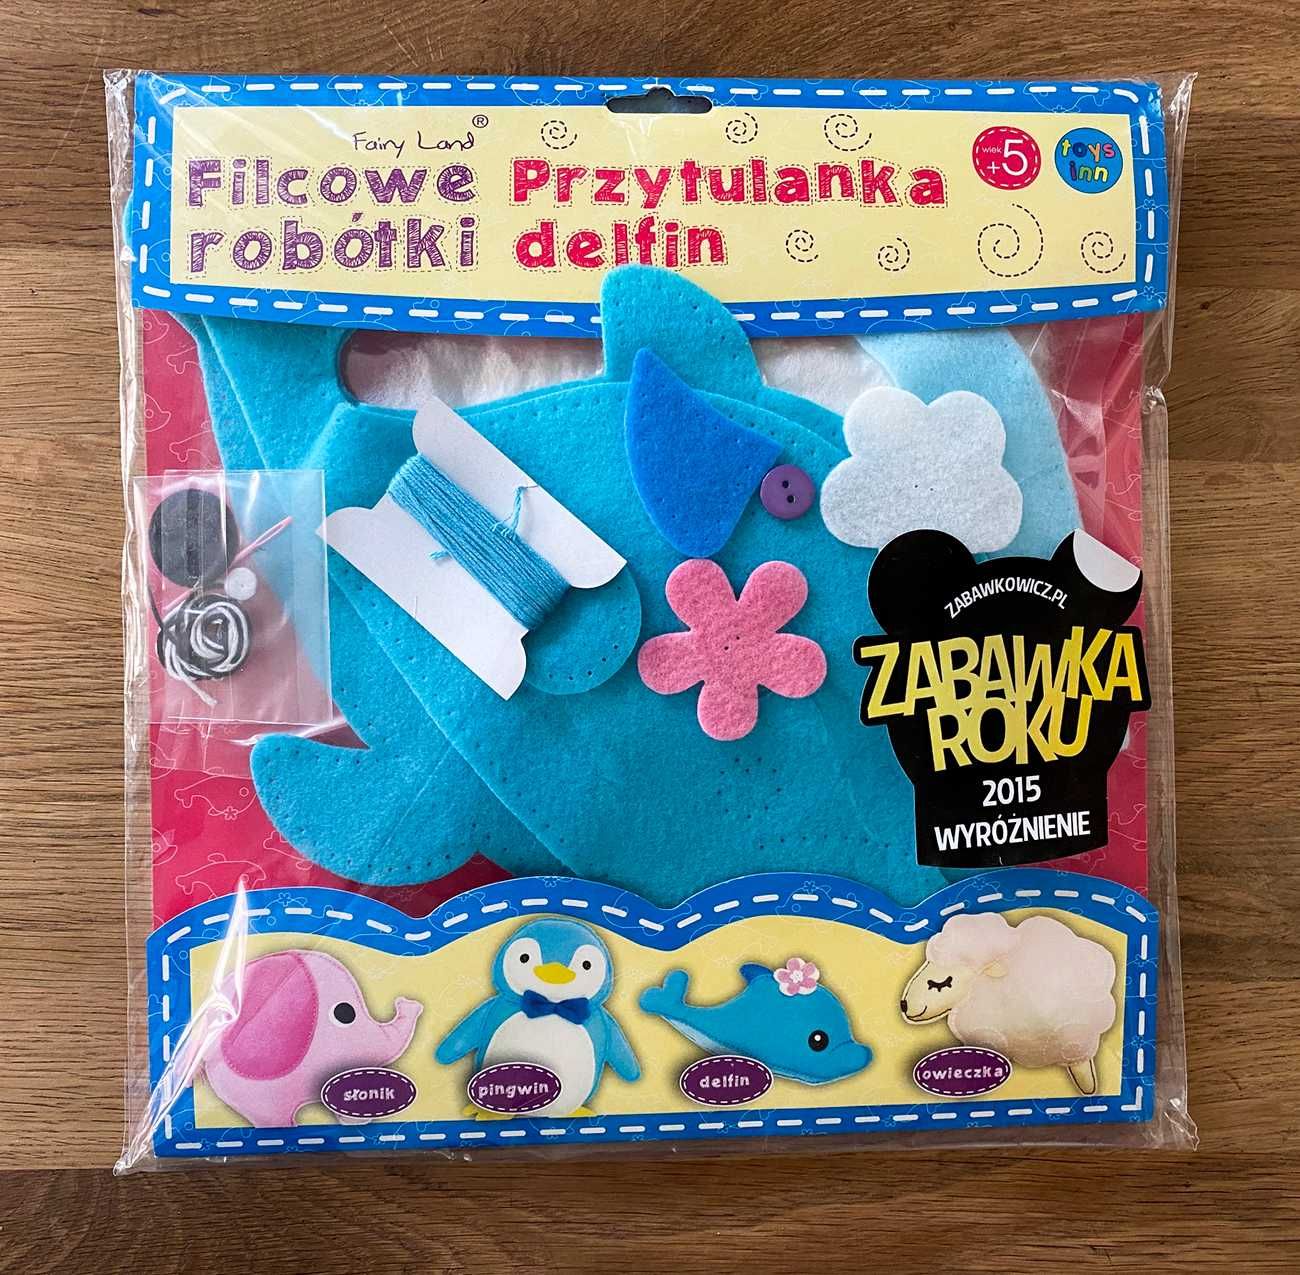 Fairy Land®
Filcowe robótki
Przytulanka delfin
wiek
+5
toys
inn
ZABAWKOWICZ.PL
ZABAWKA
ROKU
2015
WYRÓŻNIENIE
słonik
pingwin
delfin
owieczka